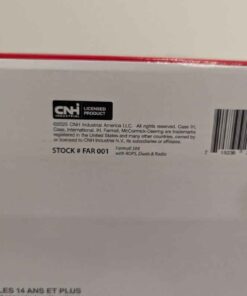 CNH
INDUSTRIAL
LICENSED
PRODUCT
©2020 CNH Industrial America LLC. All rights reserved. Case IH,
Case, International, IH, Farmall, McCormick-Deering are trademarks
registered in the United States and many other countries, owned by
or licensed to CNH Industrial N.V., its subsidiaries or affiliates.
STOCK # FAR 001
Farmall
with ROPS, Duals & Radio
LES 14 ANS ET PLUS